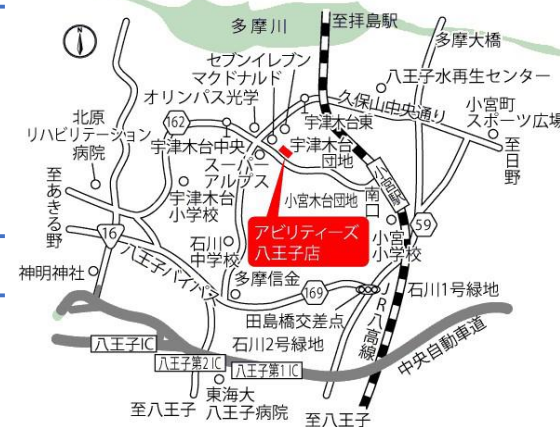 多摩川
至拝島駅
多摩大橋
N
セブンイレブン
マクドナルド
オリンパス光学
八王子水再生センター
久保山中央通り
小宮町
スポーツ広場
北原
リハビリテーション
病院
162
宇津木台東
宇津木台中央
宇津木台
団地
至日野
スーパー
アルプス
小宮駅
至あきる野
宇津木台
小学校
小宮木台団地
南口
アビリティーズ
八王子店
59
16
石川
中学校
小宮
小学校
八王子バイパス
神明神社
多摩信金
169
石川1号緑地
田島橋交差点
JR八高線
八王子IC
石川2号緑地
中央自動車道
八王子第2IC
八王子第1IC
東海大
八王子病院
至八王子
至八王子